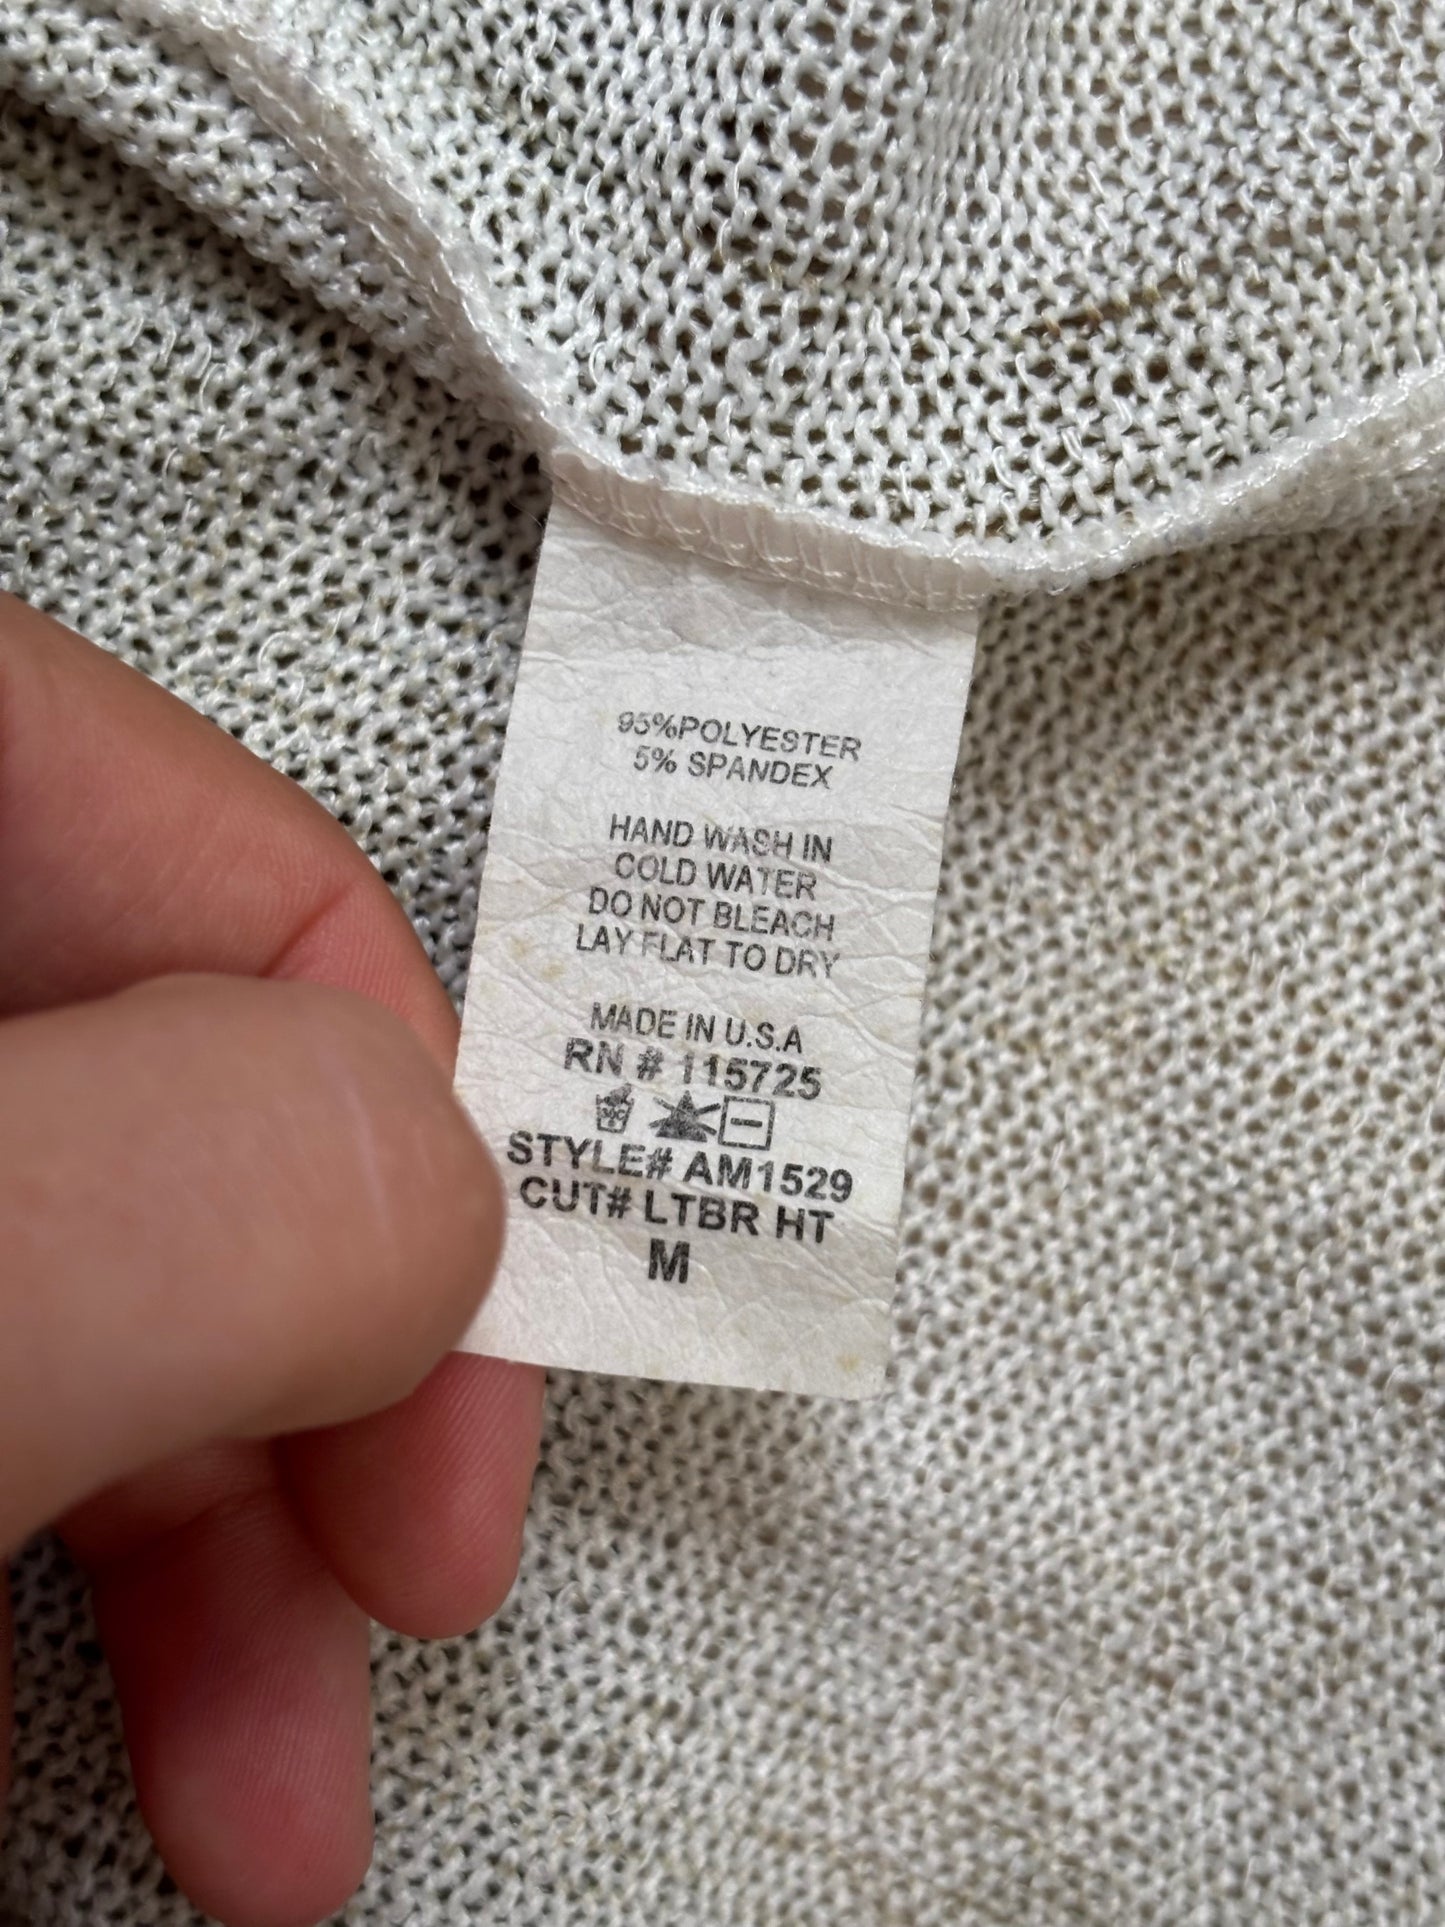 95%POLYESTER
5% SPANDEX
HAND WASH IN
COLD WATER
DO NOT BLEACH
LAY FLAT TO DRY
MADE IN U.S.A
RN # 115725
STYLE# AM1529
CUT# LTBR HT
M